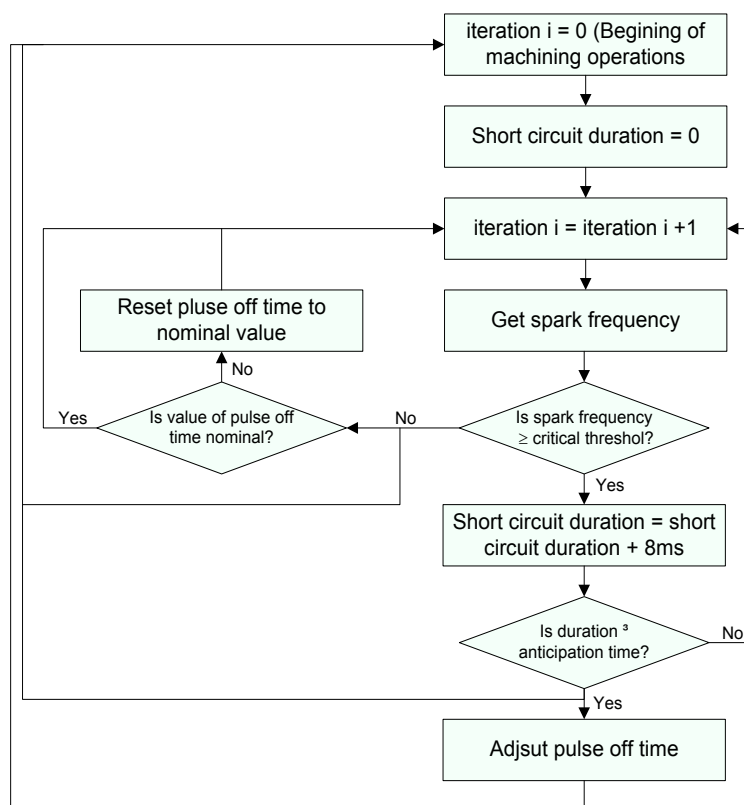 iteration i = 0 (Begining of
machining operations
Short circuit duration = 0
iteration i = iteration i +1
Reset pluse off time to
nominal value
Get spark frequency
No
Yes
Is value of pulse off
time nominal?
No
Is spark frequency
≥ critical threshol?
Yes
Short circuit duration = short
circuit duration + 8ms
Is duration ³
anticipation time?
No
Yes
Adjsut pulse off time